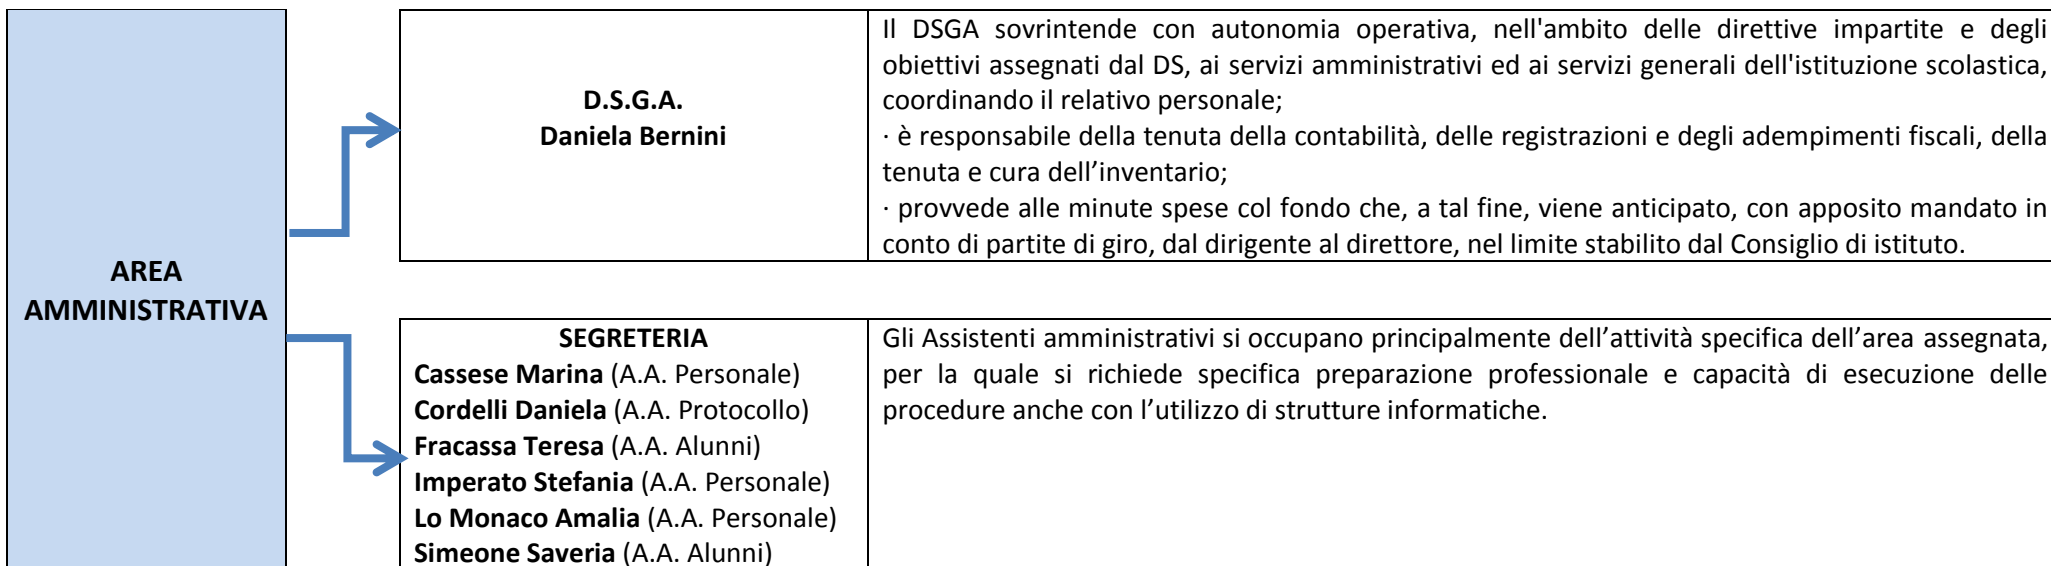 AREA
AMMINISTRATIVA
D.S.G.A.
Daniela Bernini
Il DSGA sovrintende con autonomia operativa, nell'ambito delle direttive impartite e degli
obiettivi assegnati dal DS, ai servizi amministrativi ed ai servizi generali dell'istituzione scolastica,
coordinando il relativo personale;
· è responsabile della tenuta della contabilità, delle registrazioni e degli adempimenti fiscali, della
tenuta e cura dell’inventario;
· provvede alle minute spese col fondo che, a tal fine, viene anticipato, con apposito mandato in
conto di partite di giro, dal dirigente al direttore, nel limite stabilito dal Consiglio di istituto.
SEGRETERIA
Cassese Marina (A.A. Personale)
Cordelli Daniela (A.A. Protocollo)
Fracassa Teresa (A.A. Alunni)
Imperato Stefania (A.A. Personale)
Lo Monaco Amalia (A.A. Personale)
Simeone Saveria (A.A. Alunni)
Gli Assistenti amministrativi si occupano principalmente dell’attività specifica dell’area assegnata,
per la quale si richiede specifica preparazione professionale e capacità di esecuzione delle
procedure anche con l’utilizzo di strutture informatiche.